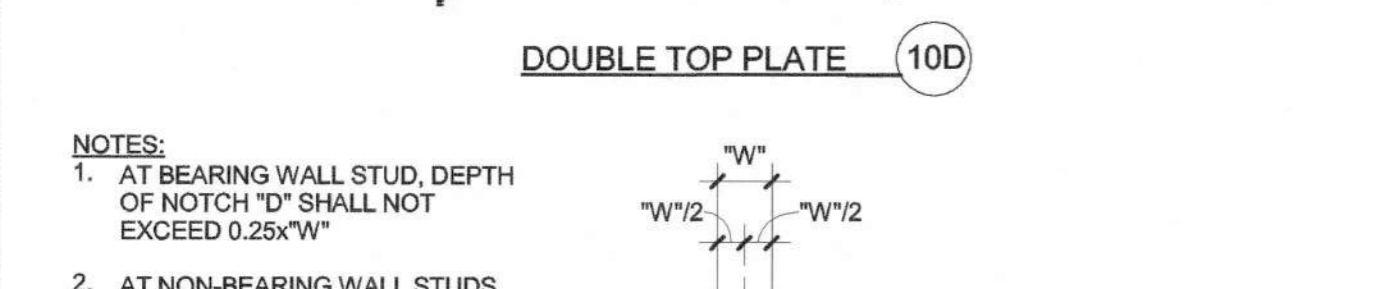 DOUBLE TOP PLATE 10D
NOTES:
1. AT BEARING WALL STUD, DEPTH
OF NOTCH "D" SHALL NOT
EXCEED 0.25x"W"
2. AT NON-BEARING WALL STUDS
"W"
"W"/2 "W"/2